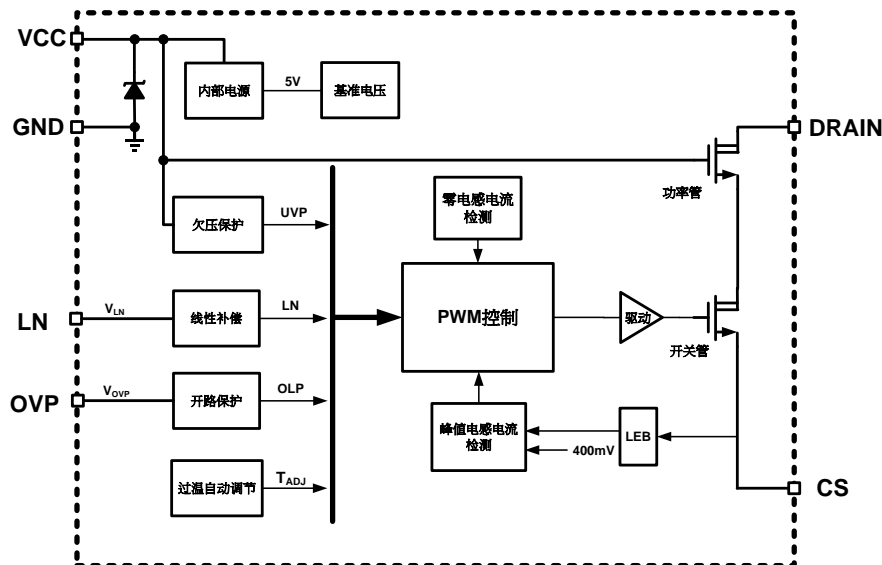 VCC
内部电源
5V
基准电压
GND
DRAIN
功率管
零电感电流
检测
欠压保护
UVP
LN
V_LN
线性补偿
LN
PWM控制
驱动
开关管
OVP
V_OVP
开路保护
OLP
峰值电感电流
检测
400mV
LEB
过温自动调节
T_ADJ
CS